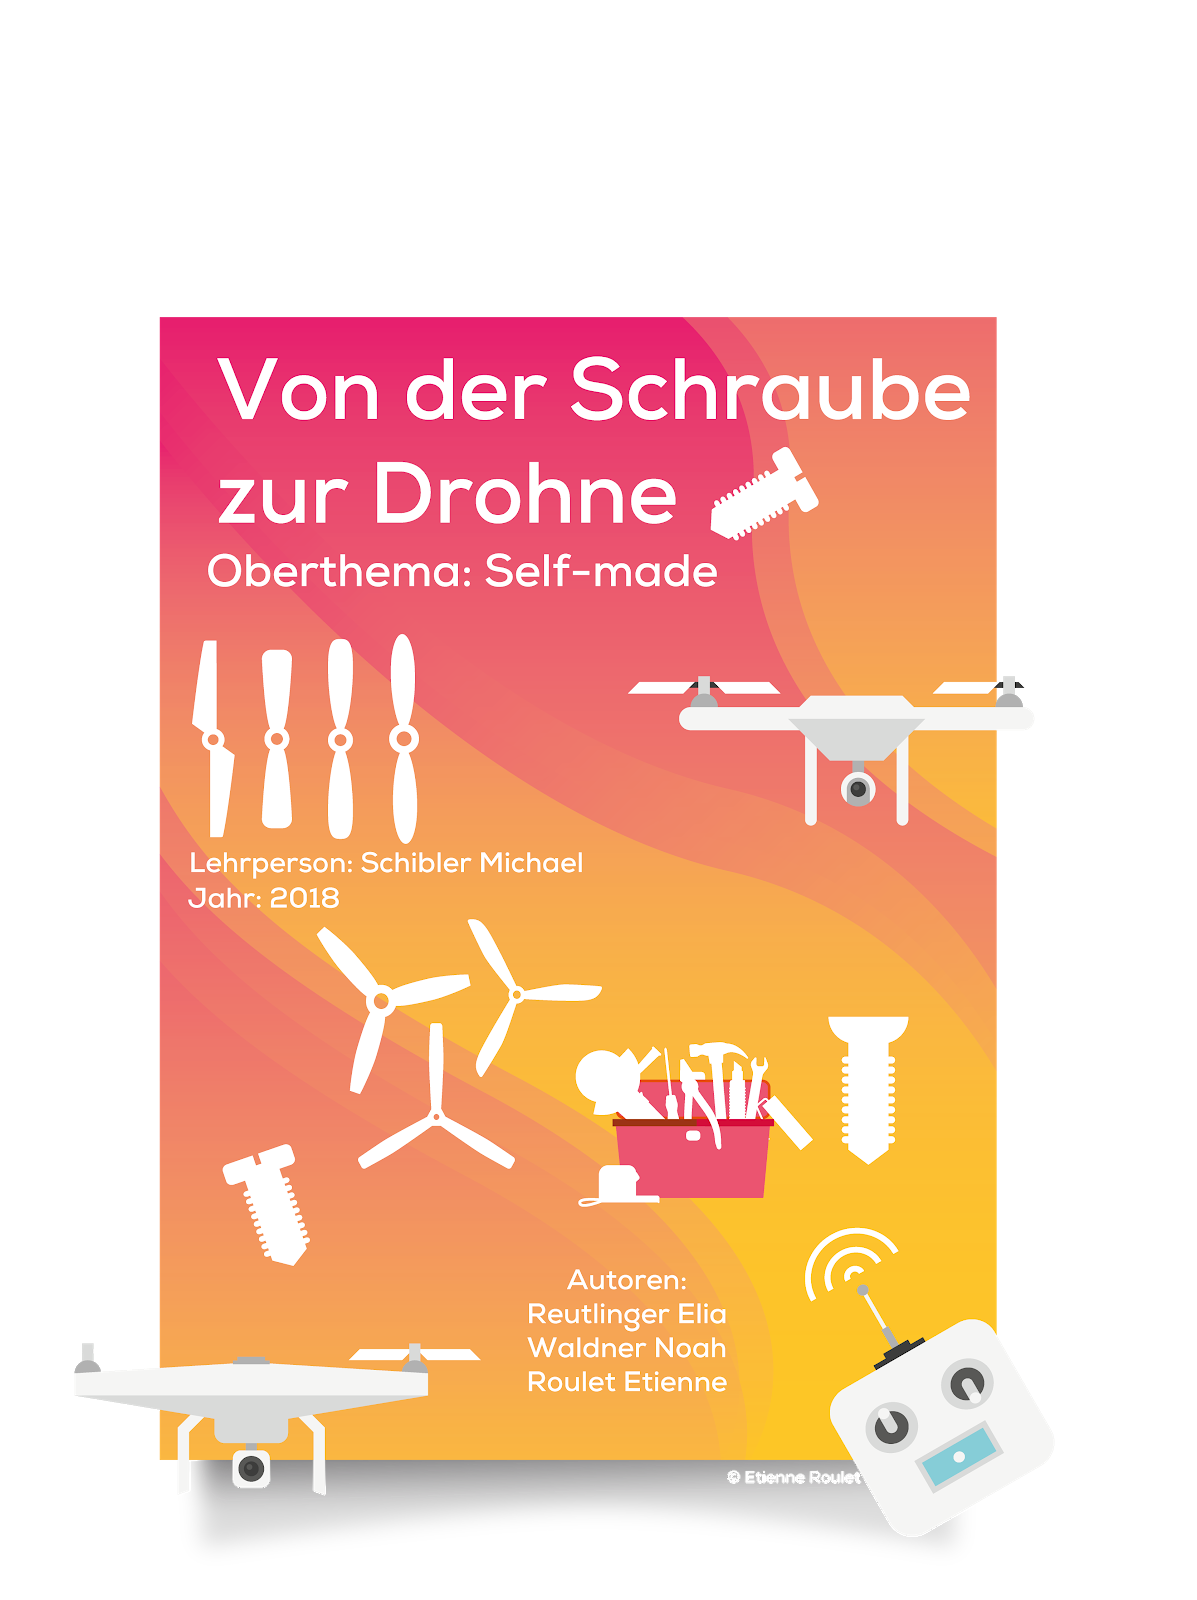 Von der Schraube
zur Drohne
Oberthema: Self-made
Lehrperson: Schibler Michael
Jahr: 2018
Autoren:
Reutlinger Elia
Waldner Noah
Roulet Etienne
© Etienne Roulet